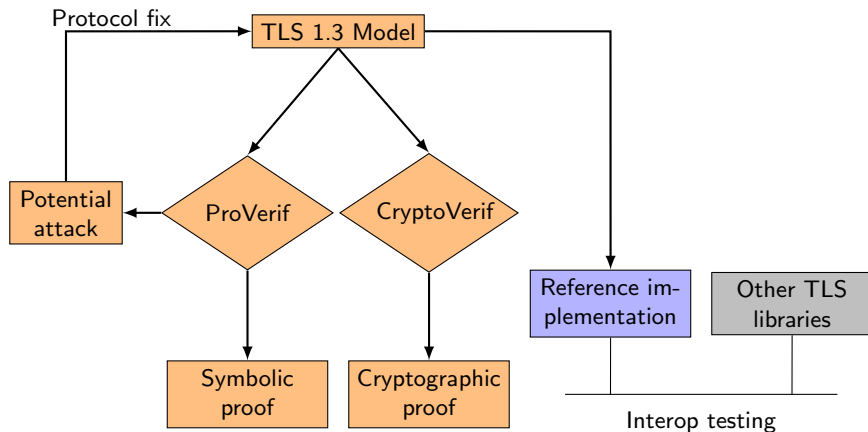 Protocol fix
TLS 1.3 Model
Potential
attack
ProVerif
CryptoVerif
Reference im-
plementation
Other TLS
libraries
Symbolic
proof
Cryptographic
proof
Interop testing